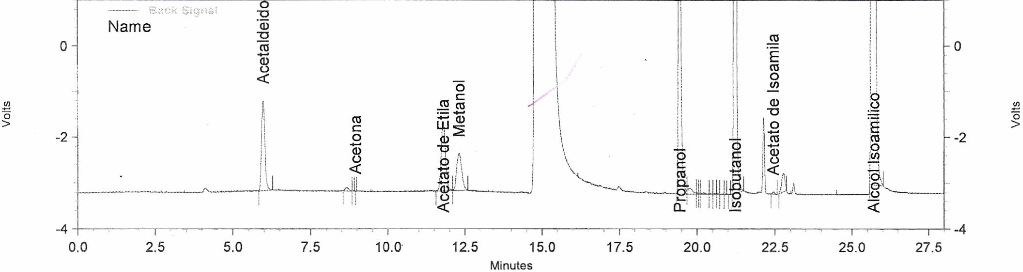 Back Signal
Name
Volts
0
-2
-4
Acetaldeido
Acetona
Acetato de Etila
Metanol
Propanol
Isobutanol
Acetato de Isoamila
Alcool Isoamilico
0
-2
-4
Volts
0.0 2.5 5.0 7.5 10.0 12.5 15.0 17.5 20.0 22.5 25.0 27.5
Minutes